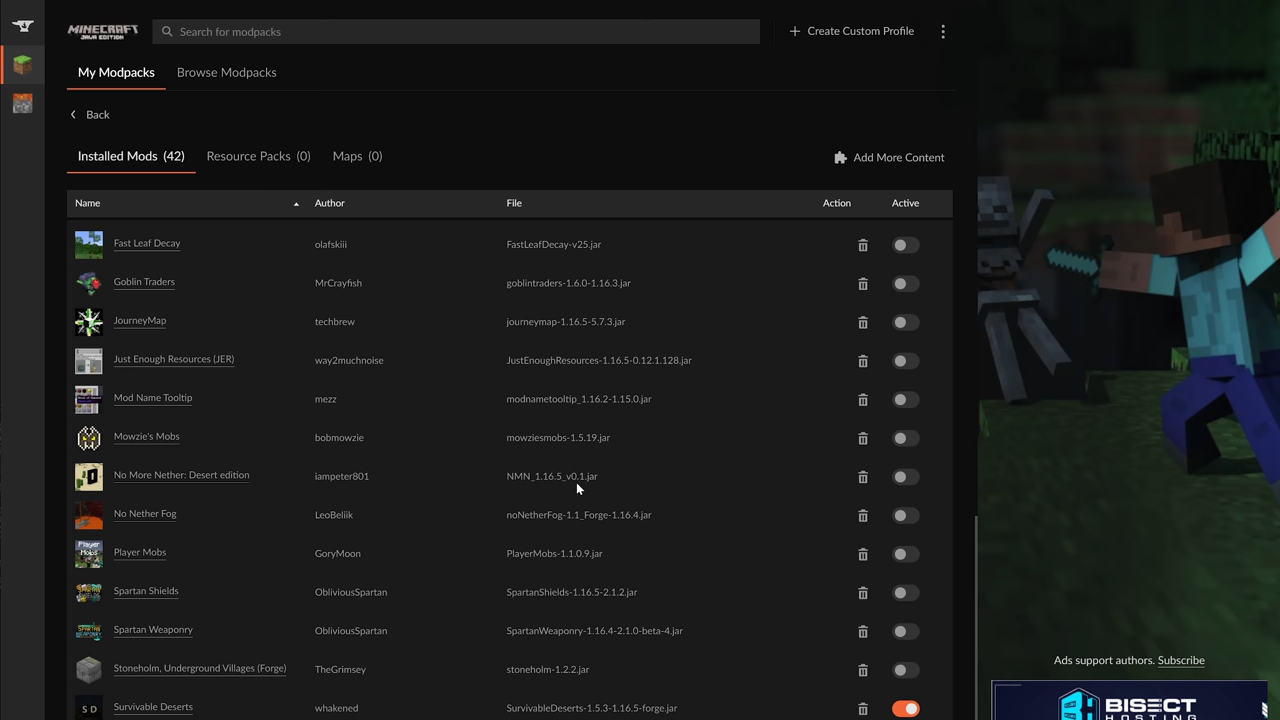 MINECRAFT
JAVA EDITION
Search for modpacks
Create Custom Profile
My Modpacks
Browse Modpacks
Back
Installed Mods (42)
Resource Packs (0)
Maps (0)
Add More Content
Name Author File Action Active
Fast Leaf Decay olafskiii FastLeafDecay-v25.jar
Goblin Traders MrCrayfish goblintraders-1.6.0-1.16.3.jar
JourneyMap techbrew journeymap-1.16.5-5.7.3.jar
Just Enough Resources (JER) way2muchnoise JustEnoughResources-1.16.5-0.12.1.128.jar
Mod Name Tooltip mezz modnametooltip_1.16.2-1.15.0.jar
Mowzie's Mobs bobmowzie mowziesmobs-1.5.19.jar
No More Nether: Desert edition iampeter801 NMN_1.16.5_v0.1.jar
No Nether Fog LeoBeliik noNetherFog-1.1_Forge-1.16.4.jar
Player Mobs Player Mobs GoryMoon PlayerMobs-1.1.0.9.jar
Spartan Shields ObliviousSpartan SpartanShields-1.16.5-2.1.2.jar
Spartan Weaponry ObliviousSpartan SpartanWeaponry-1.16.4-2.1.0-beta-4.jar
Stoneholm, Underground Villages (Forge) TheGrimsey stoneholm-1.2.2.jar
S D Survivable Deserts whakened SurvivableDeserts-1.5.3-1.16.5-forge.jar
Ads support authors. Subscribe
BISECT
HOSTING